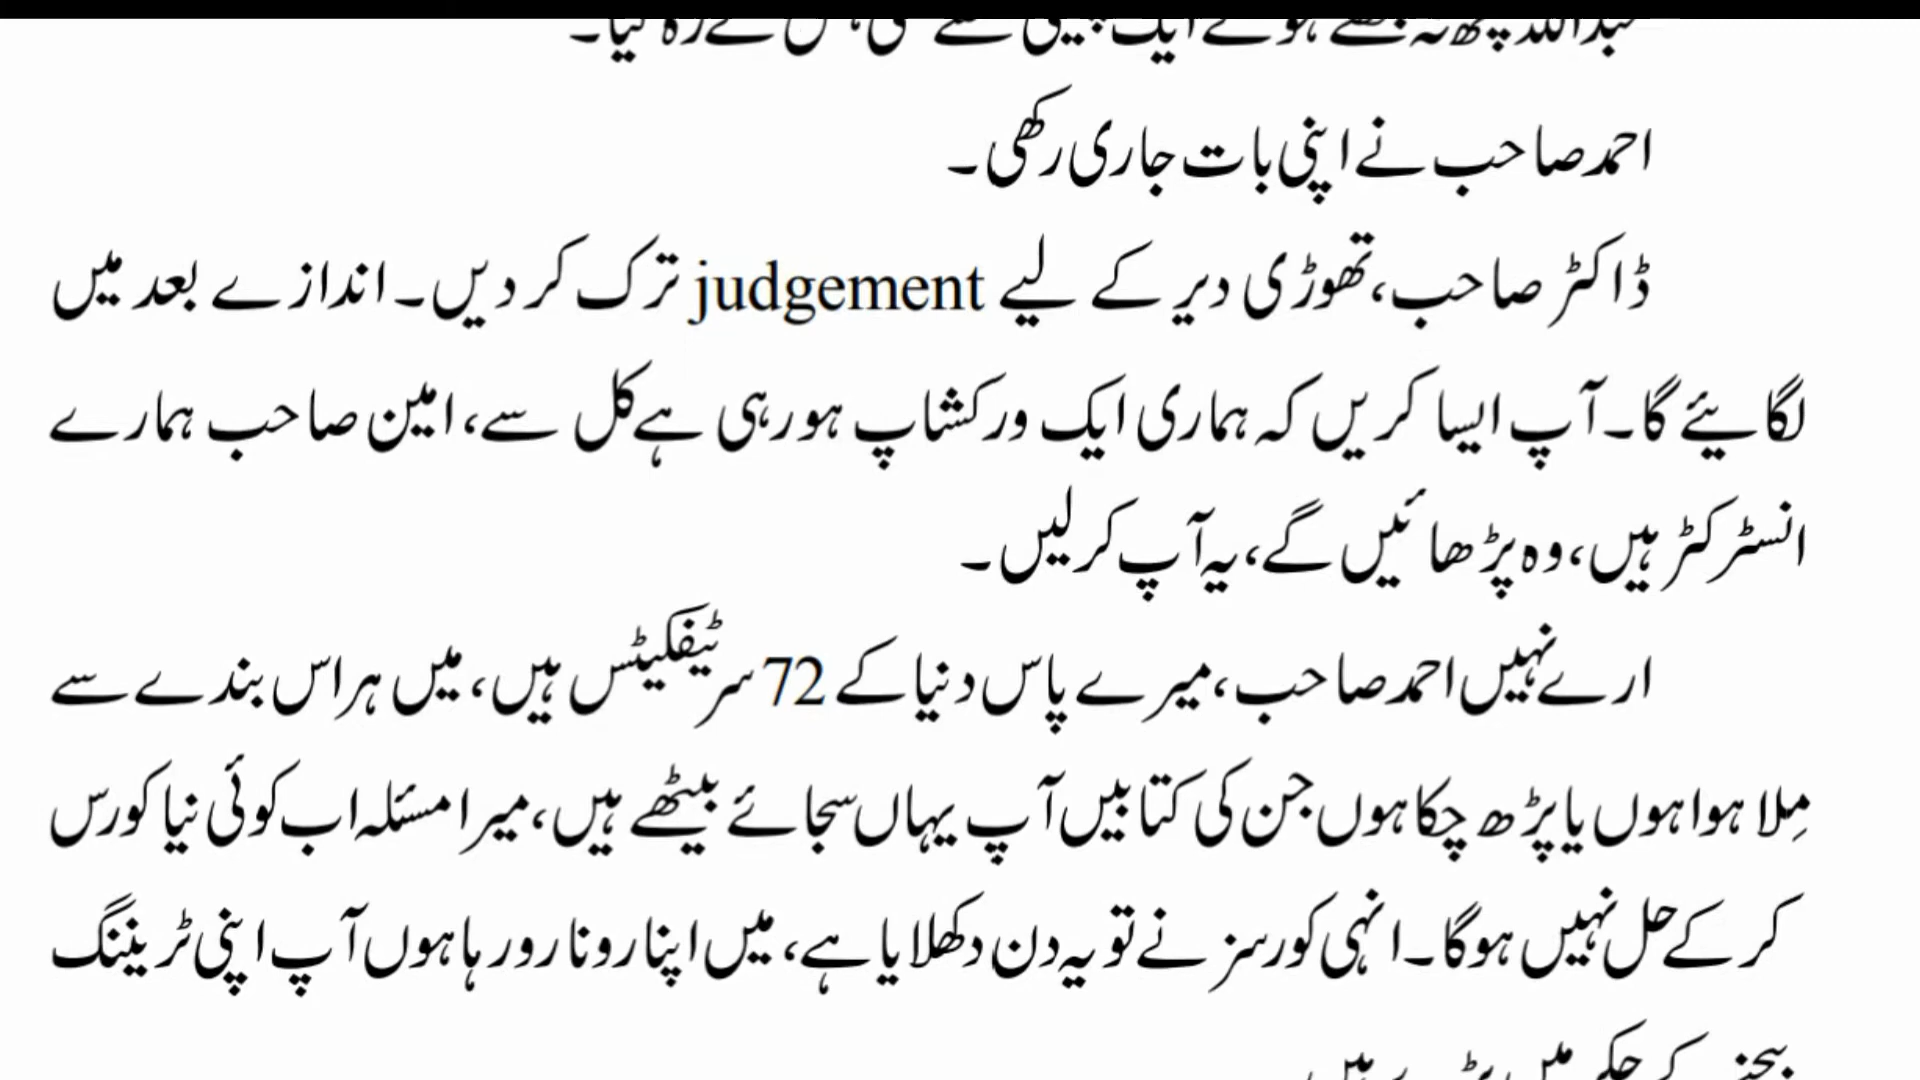 احمد صاحب نے اپنی بات جاری رکھی۔
ڈاکٹر صاحب، تھوڑی دیر کے لیے judgement ترک کر دیں۔ اندازے بعد میں
لگایئے گا۔ آپ ایسا کریں کہ ہماری ایک ورکشاپ ہو رہی ہے کل سے، امین صاحب ہمارے
انسٹرکٹر ہیں، وہ پڑھائیں گے، یہ آپ کر لیں۔
ارے نہیں احمد صاحب، میرے پاس دنیا کے 72 سرٹیفکیٹس ہیں، میں ہر اس بندے سے
مِلا ہوا ہوں یا پڑھ چکا ہوں جن کی کتابیں آپ یہاں سجائے بیٹھے ہیں، میرا مسئلہ اب کوئی نیا کورس
کر کے حل نہیں ہوگا۔ انہی کورسز نے تو یہ دن دکھلایا ہے، میں اپنا رونا رو رہا ہوں آپ اپنی ٹریننگ